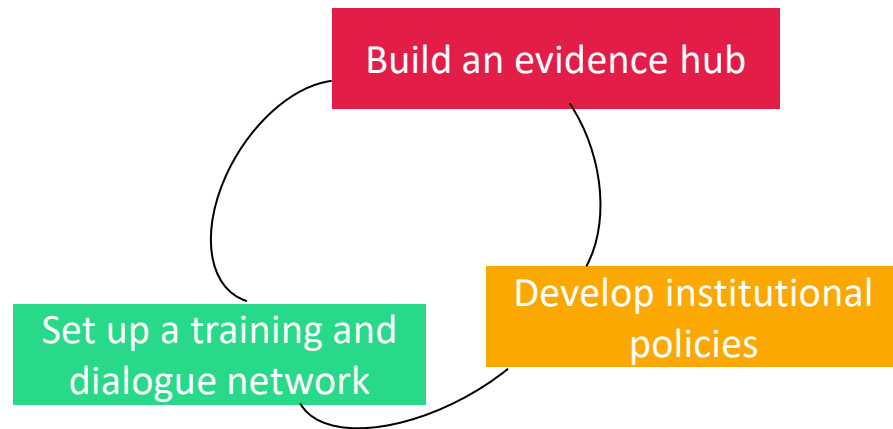 Build an evidence hub
Develop institutional
policies
Set up a training and
dialogue network